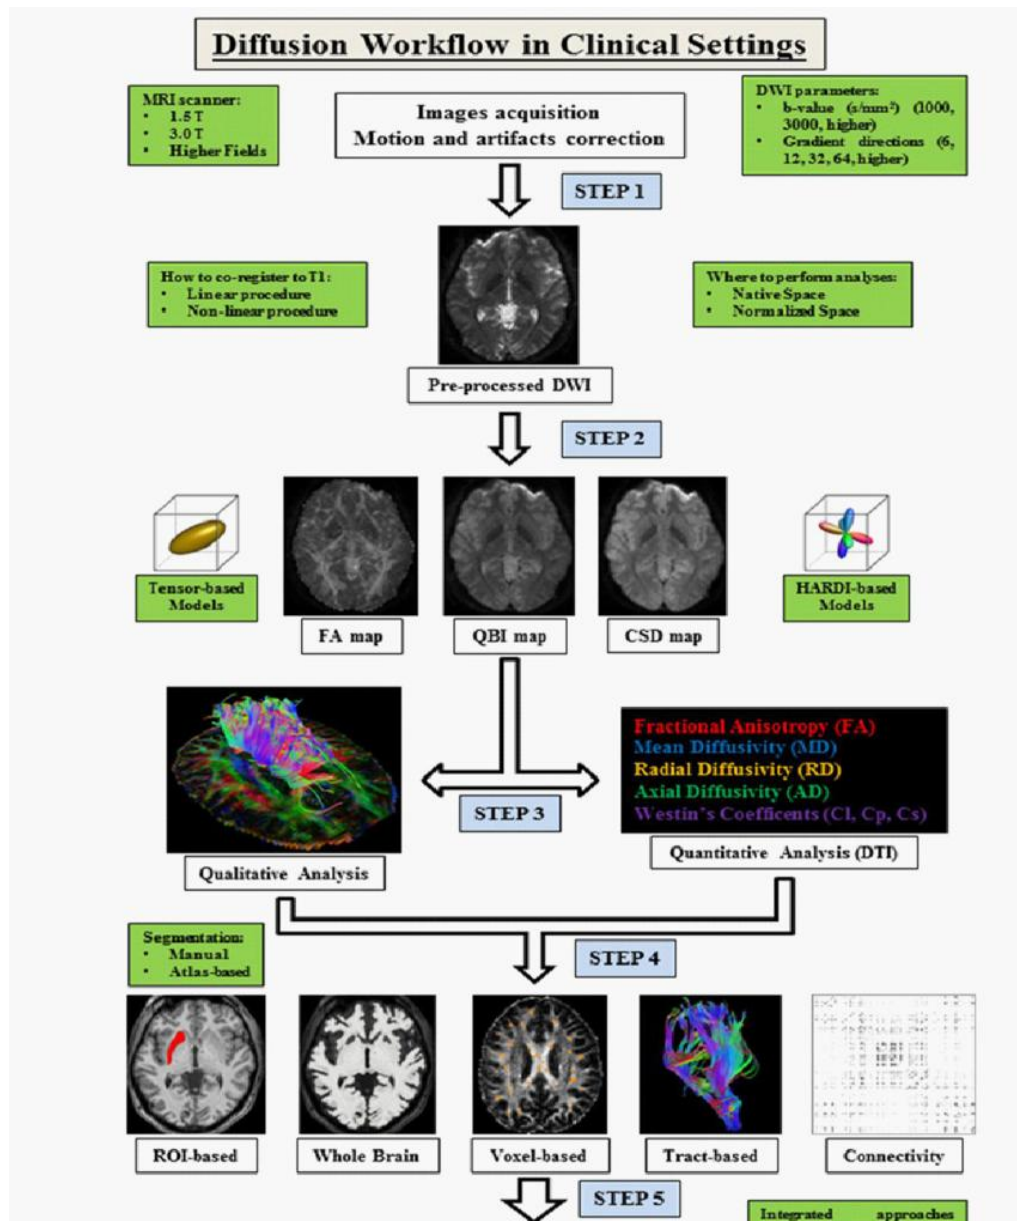 Diffusion Workflow in Clinical Settings
MRI scanner:
• 1.5 T
• 3.0 T
• Higher Fields
Images acquisition
Motion and artifacts correction
DWI parameters:
• b-value (s/mm²) (1000,
3000, higher)
• Gradient directions (6,
12, 32, 64, higher)
STEP 1
How to co-register to T1:
• Linear procedure
• Non-linear procedure
Where to perform analyses:
• Native Space
• Normalized Space
Pre-processed DWI
STEP 2
Tensor-based
Models
FA map
QBI map
CSD map
HARDI-based
Models
Fractional Anisotropy (FA)
Mean Diffusivity (MD)
Radial Diffusivity (RD)
Axial Diffusivity (AD)
Westin's Coefficents (Cl, Cp, Cs)
STEP 3
Qualitative Analysis
Quantitative Analysis (DTI)
Segmentation:
• Manual
• Atlas-based
STEP 4
ROI-based
Whole Brain
Voxel-based
Tract-based
Connectivity
STEP 5
Integrated approaches